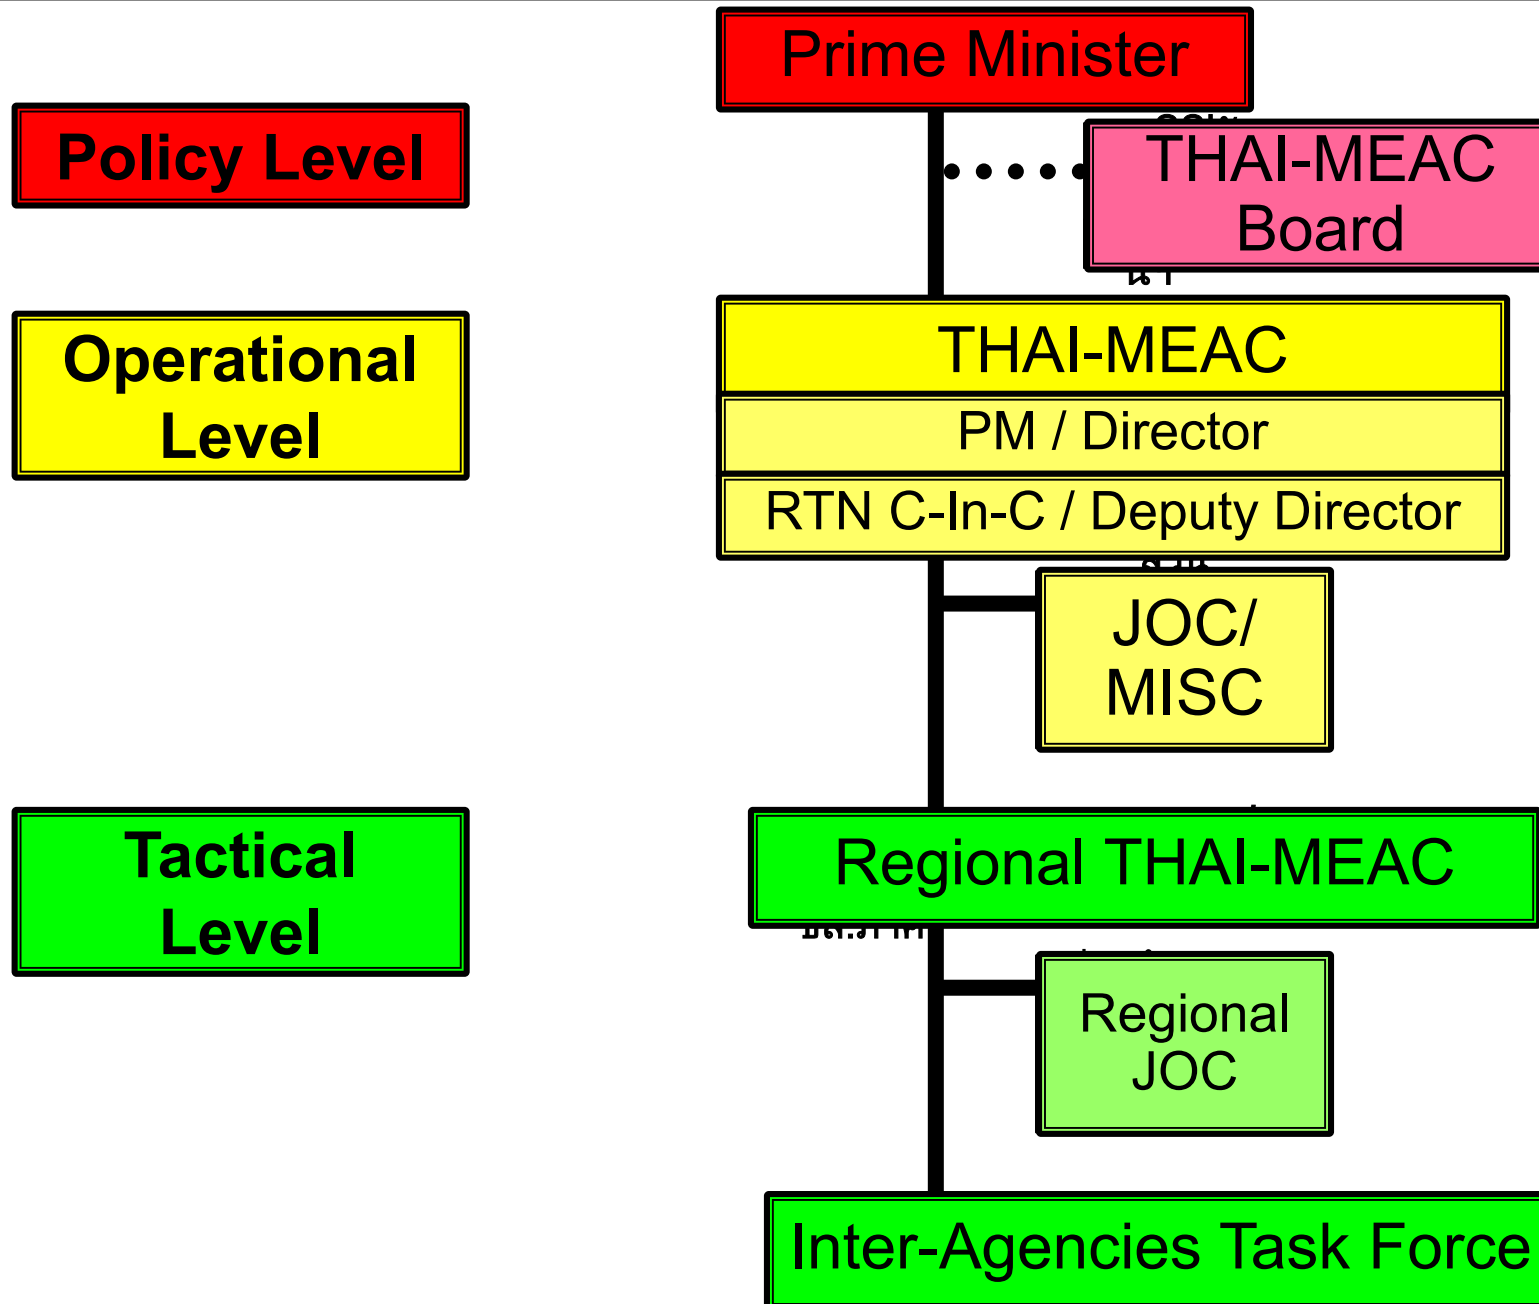 Prime Minister
Policy Level
THAI-MEAC
Board
Operational
Level
THAI-MEAC
PM / Director
RTN C-In-C / Deputy Director
JOC/
MISC
Tactical
Level
Regional THAI-MEAC
Regional
JOC
Inter-Agencies Task Force